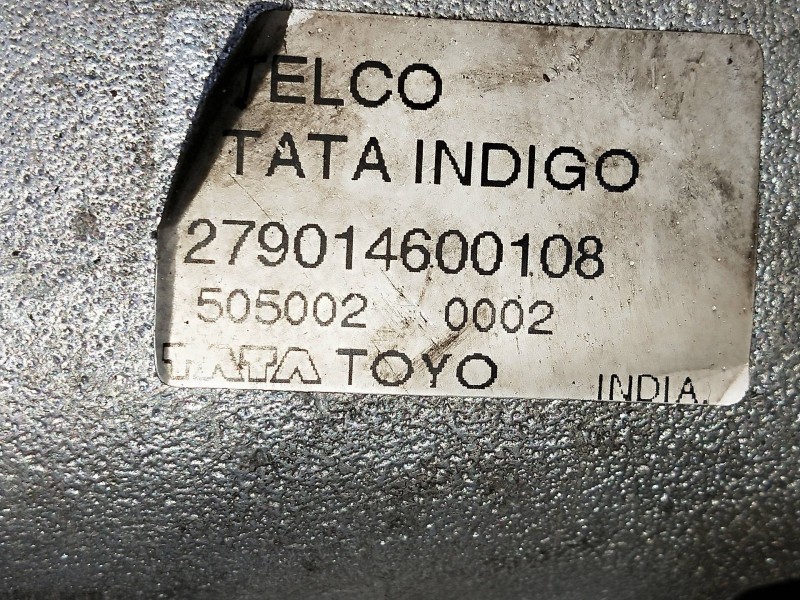 TELCO
TATA INDIGO
279014600108
505002 0002
TATA TOYO INDIA.